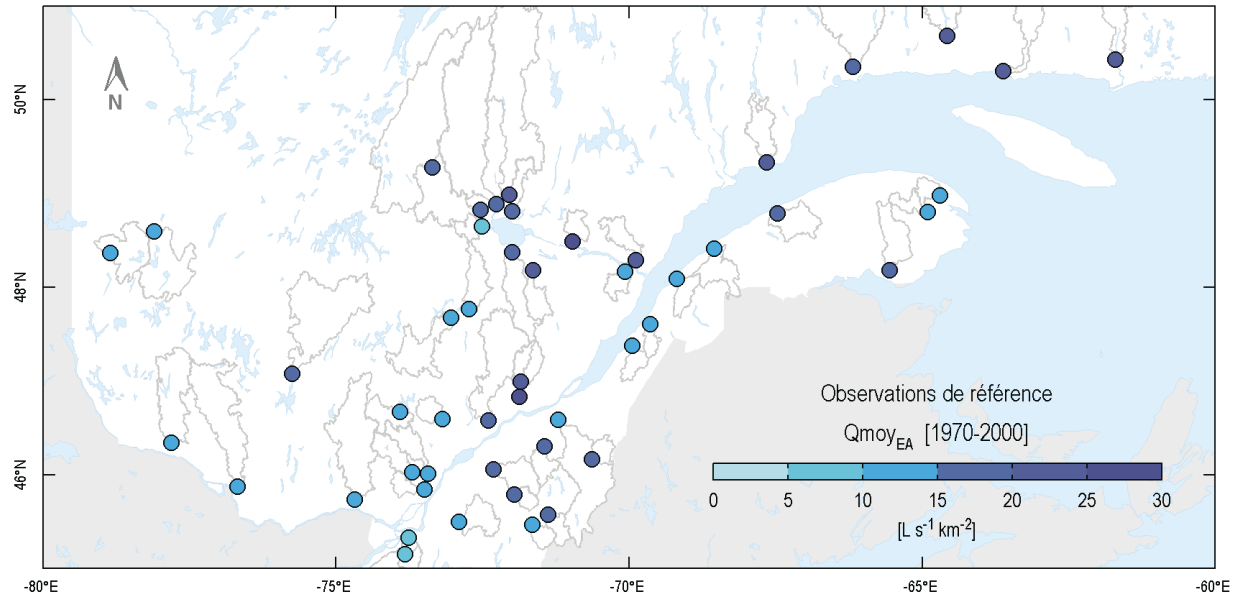 50°N
48°N
46°N
N
Observations de référence
Qmoy_EA [1970-2000]
0 5 10 15 20 25 30
[L s⁻¹ km⁻²]
-80°E -75°E -70°E -65°E -60°E